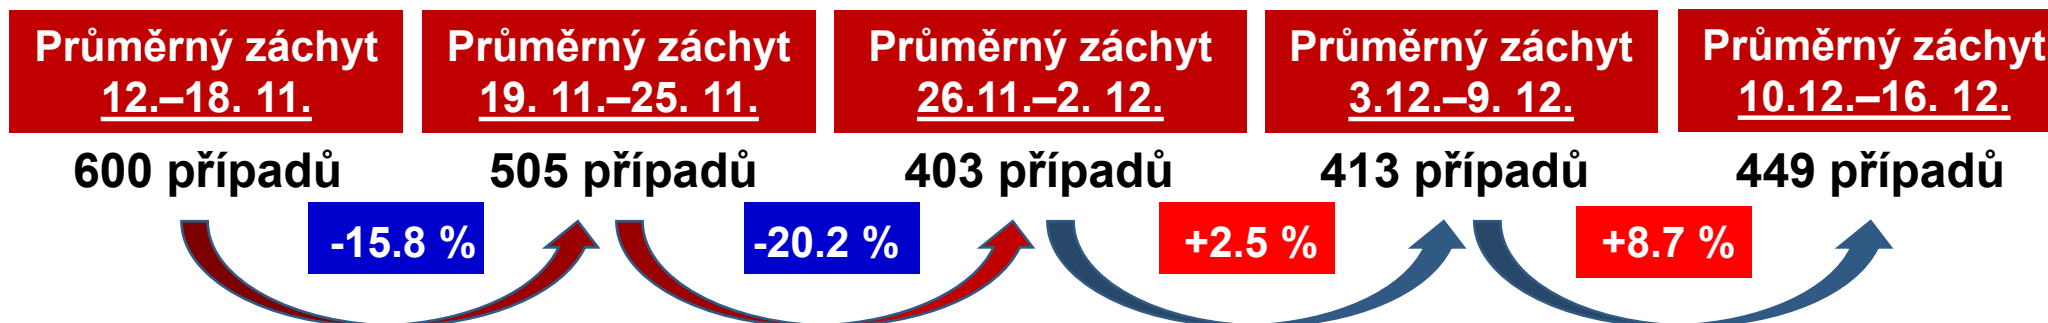 Průměrný záchyt
12.–18. 11.
Průměrný záchyt
19. 11.–25. 11.
Průměrný záchyt
26.11.–2. 12.
Průměrný záchyt
3.12.–9. 12.
Průměrný záchyt
10.12.–16. 12.
600 případů
505 případů
403 případů
413 případů
449 případů
-15.8 %
-20.2 %
+2.5 %
+8.7 %